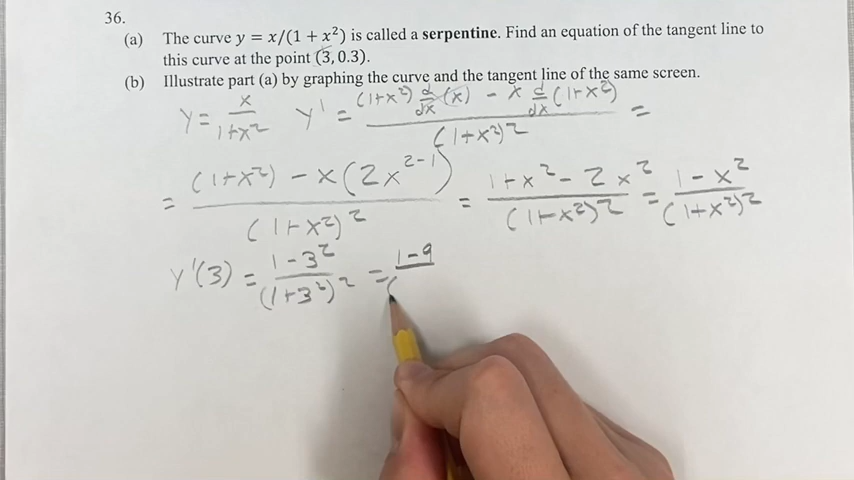 36.
(a) The curve y = x/(1 + x²) is called a serpentine. Find an equation of the tangent line to
this curve at the point (3, 0.3).
(b) Illustrate part (a) by graphing the curve and the tangent line of the same screen.
y = x/(1+x²) y' = ((1+x²) d/dx (x) - x d/dx (1+x²))/(1+x²)² =
= ((1+x²) - x(2x²⁻¹))/(1+x²)² = (1+x² - 2x²)/(1+x²)² = (1-x²)/(1+x²)²
y'(3) = (1-3²)/(1+3²)² = (1-9)/(